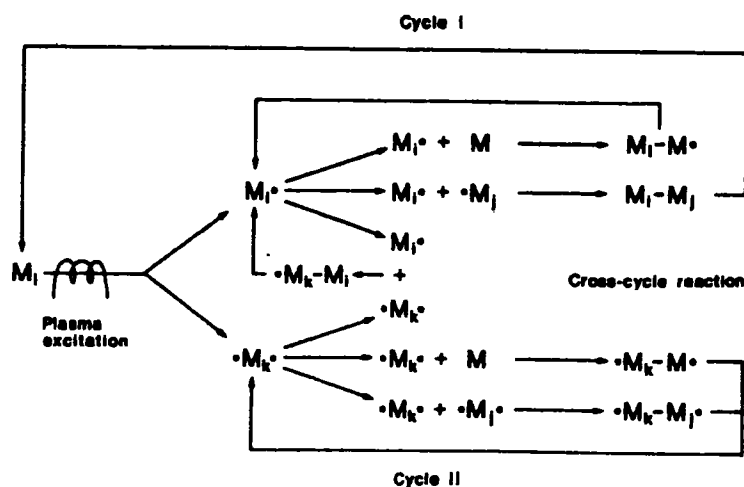 Cycle I
Mᵢ• + M → Mᵢ–M•
Mᵢ• Mᵢ• + •Mⱼ → Mᵢ–Mⱼ
Mᵢ•
Mᵢ •Mₖ–Mᵢ ← + Cross-cycle reaction
Plasma excitation •Mₖ•
•Mₖ• •Mₖ• + M → •Mₖ–M•
•Mₖ• + •Mⱼ• → •Mₖ–Mⱼ•
Cycle II